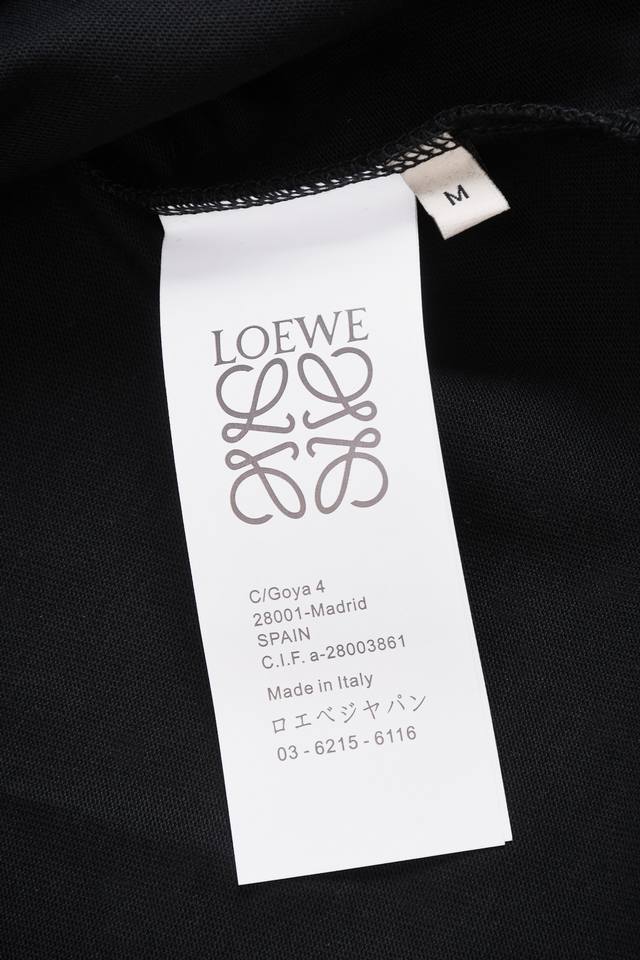 M
LOEWE
C/Goya 4
28001-Madrid
SPAIN
C.I.F. a-28003861
Made in Italy
ロエベジヤパン
03 - 6215 - 6116